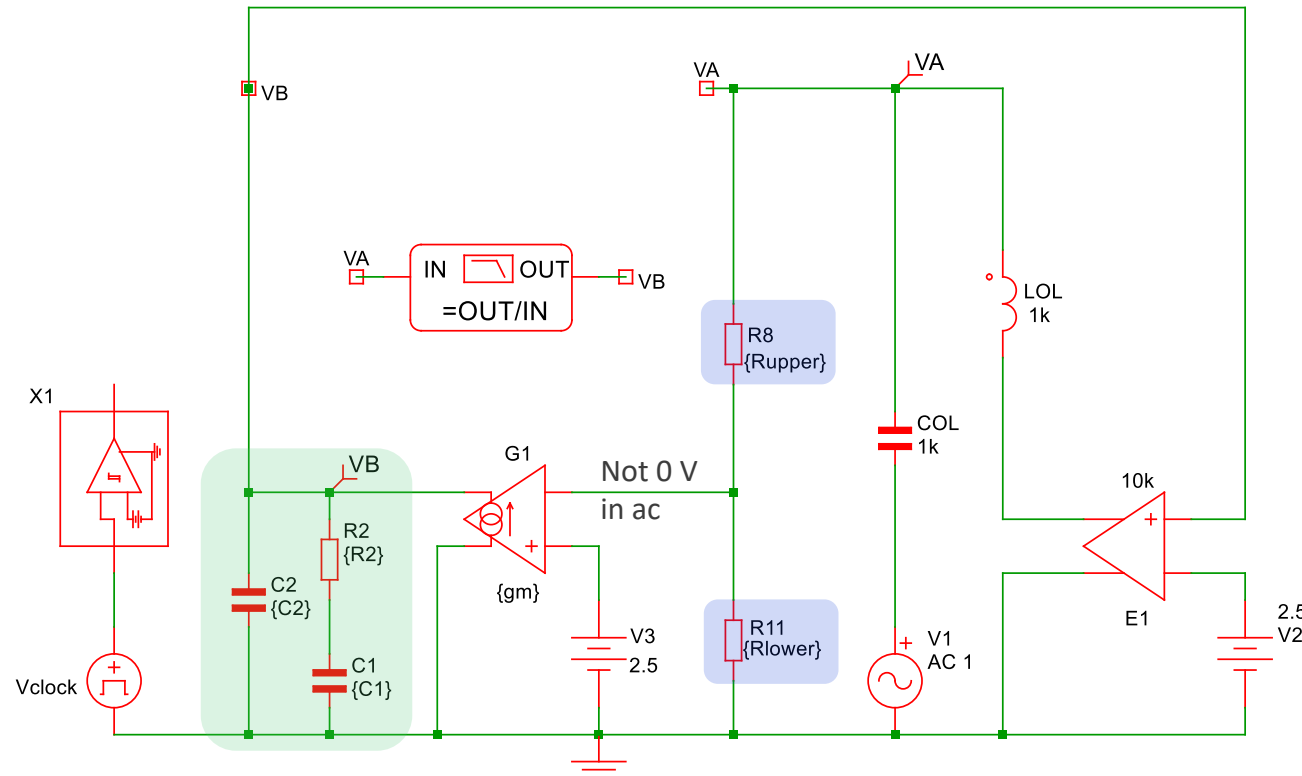 VB
VA
VA
VA
IN
OUT
=OUT/IN
VB
LOL
1k
R8
{Rupper}
X1
COL
1k
VB
G1
Not 0 V
in ac
10k
+
R2
{R2}
+
C2
{C2}
{gm}
E1
2.5
V2
R11
{Rlower}
V3
2.5
+
V1
AC 1
C1
{C1}
+
Vclock